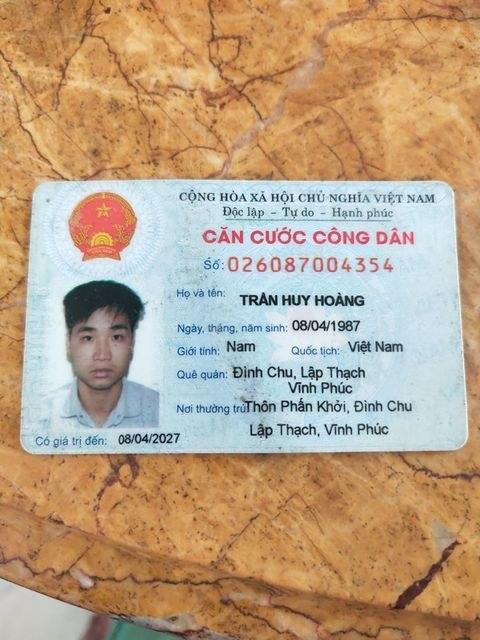 CỘNG HÒA XÃ HỘI CHỦ NGHĨA VIỆT NAM
Độc lập - Tự do - Hạnh phúc
CĂN CƯỚC CÔNG DÂN
Số: 026087004354
Họ và tên: TRẦN HUY HOÀNG
Ngày, tháng, năm sinh: 08/04/1987
Giới tính: Nam Quốc tịch: Việt Nam
Quê quán: Đình Chu, Lập Thạch
Vĩnh Phúc
Nơi thường trú: Thôn Phấn Khởi, Đình Chu
Lập Thạch, Vĩnh Phúc
Có giá trị đến: 08/04/2027